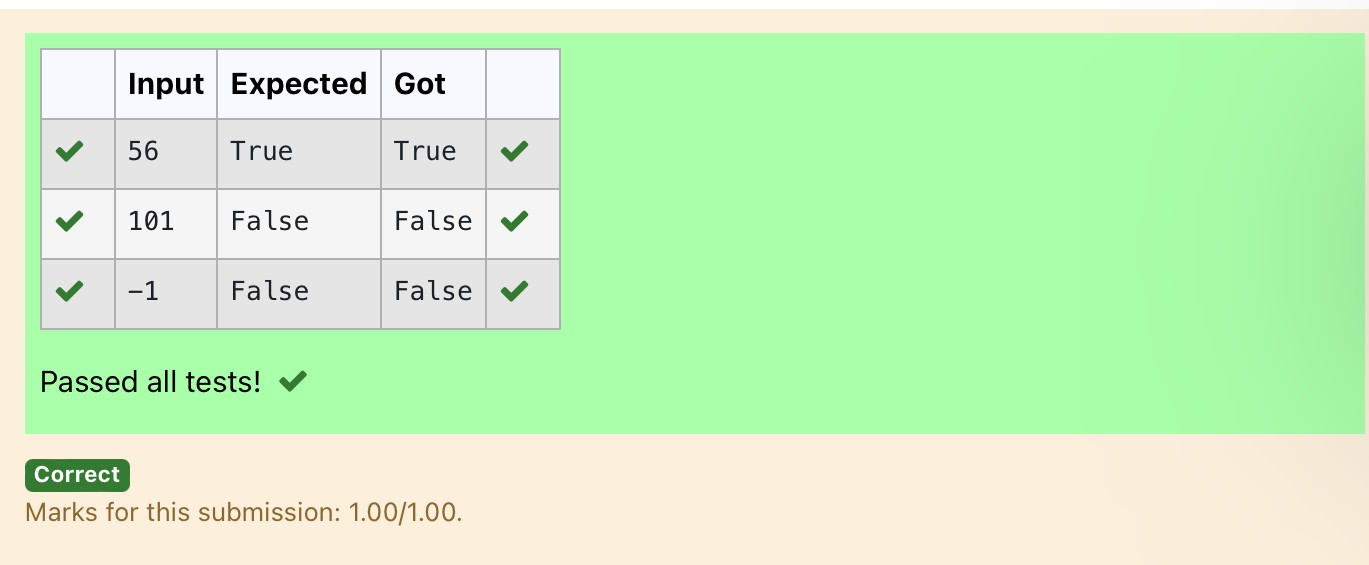 Input Expected Got
56 True True
101 False False
-1 False False
Passed all tests!
Correct
Marks for this submission: 1.00/1.00.